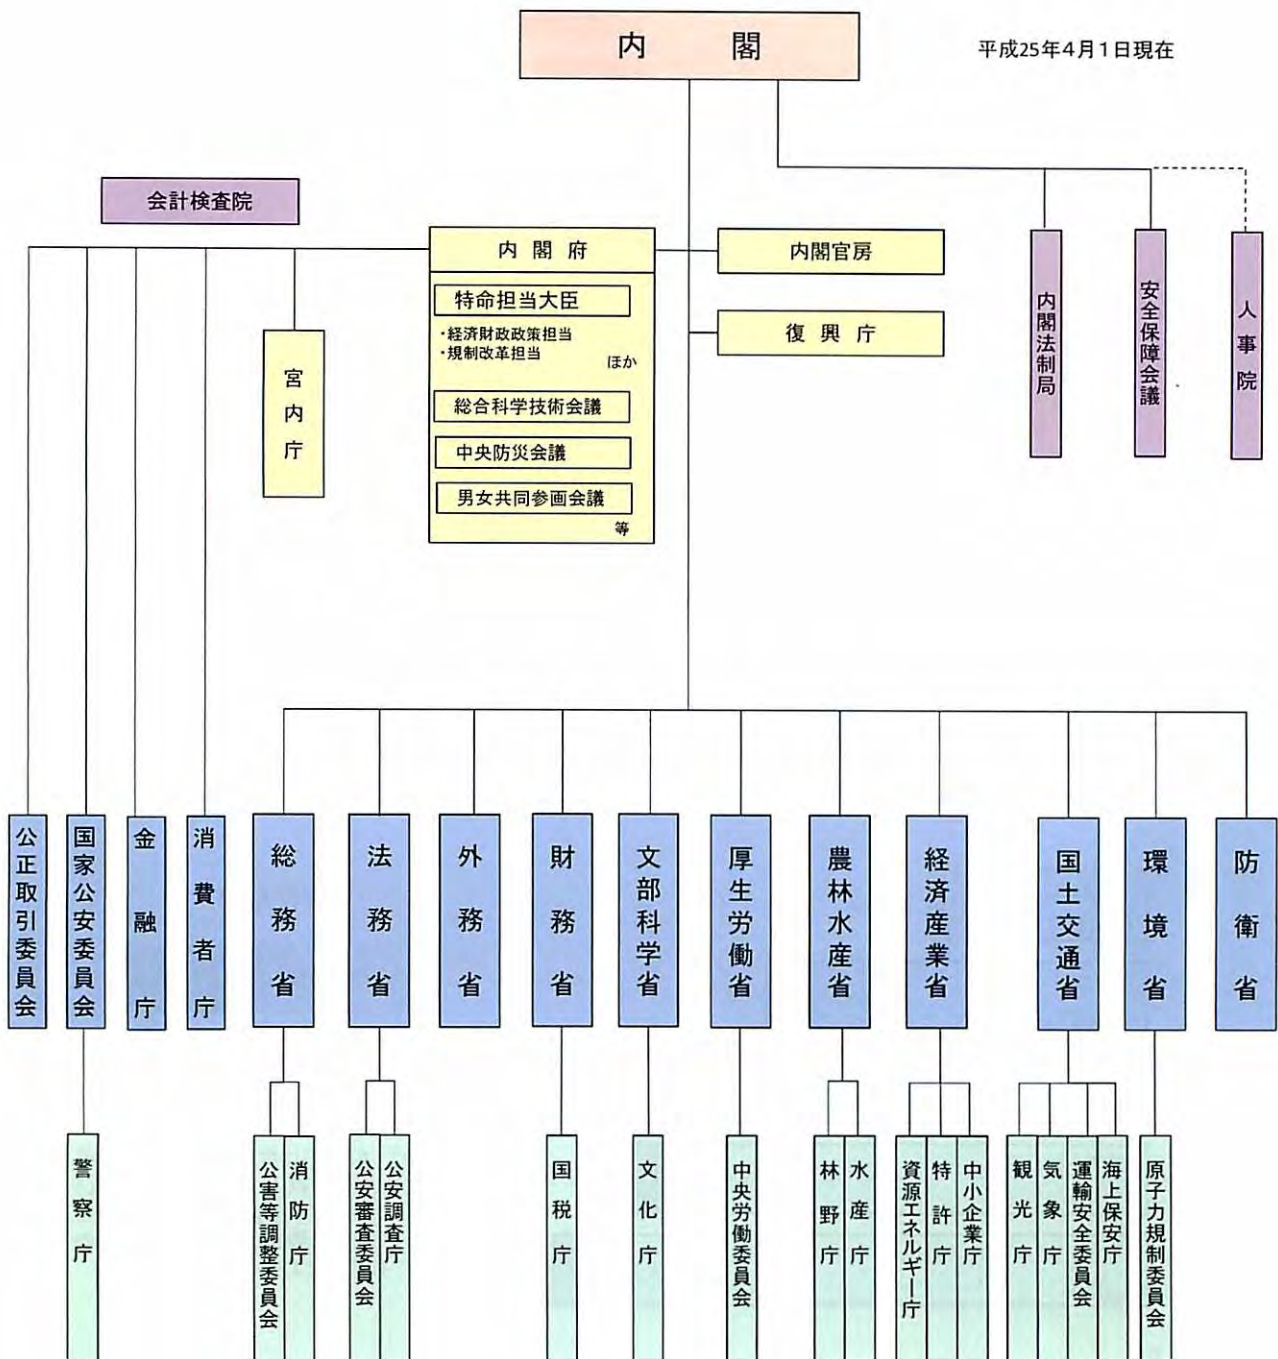 内閣
平成25年4月1日現在
会計検査院
内閣府
特命担当大臣
・経済財政政策担当
・規制改革担当
ほか
総合科学技術会議
中央防災会議
男女共同参画会議
等
内閣官房
復興庁
宮内庁
内閣法制局
安全保障会議
人事院
公正取引委員会
国家公安委員会
金融庁
消費者庁
総務省
法務省
外務省
財務省
文部科学省
厚生労働省
農林水産省
経済産業省
国土交通省
環境省
防衛省
警察庁
公害等調整委員会
消防庁
公安審査委員会
公安調査庁
国税庁
文化庁
中央労働委員会
林野庁
水産庁
資源エネルギー庁
特許庁
中小企業庁
観光庁
気象庁
運輸安全委員会
海上保安庁
原子力規制委員会